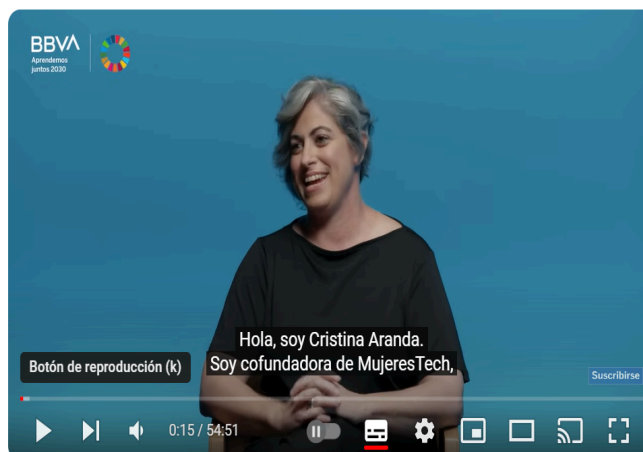 BBVA
Aprendemos
juntos 2030
Hola, soy Cristina Aranda.
Soy cofundadora de MujeresTech,
Botón de reproducción (k)
Suscribirse
0:15 / 54:51